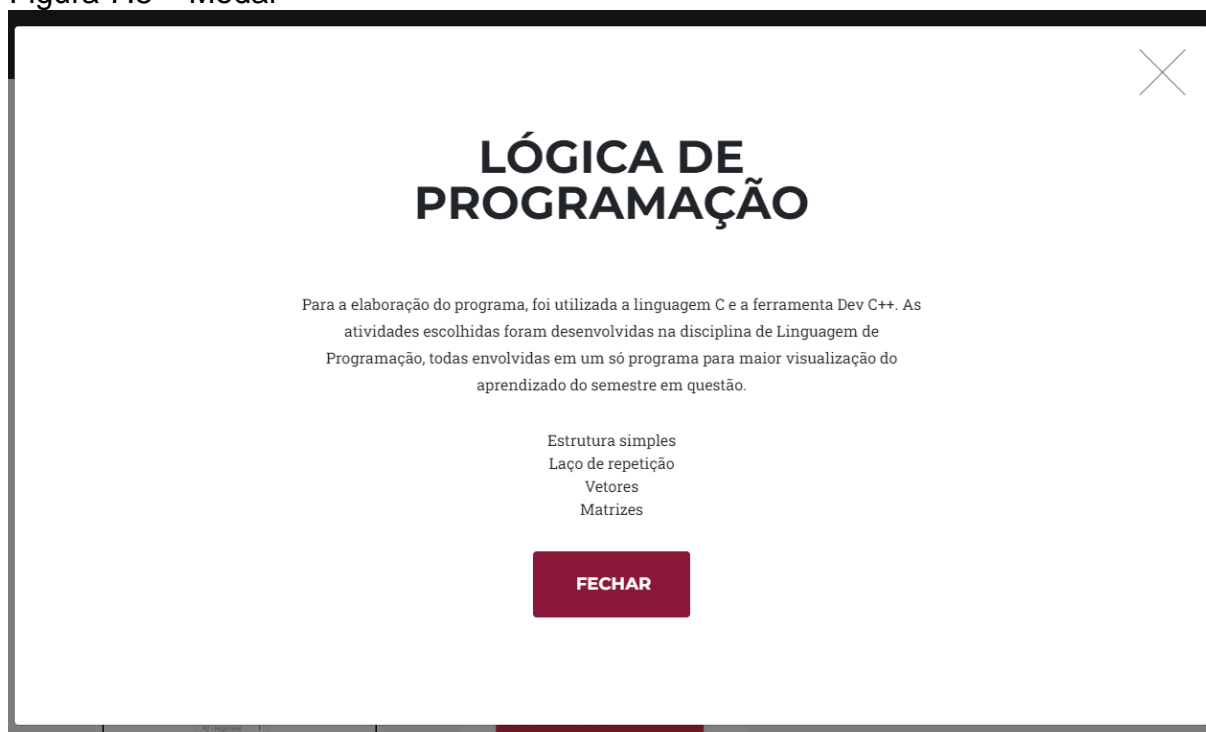 LÓGICA DE
PROGRAMAÇÃO
Para a elaboração do programa, foi utilizada a linguagem C e a ferramenta Dev C++. As
atividades escolhidas foram desenvolvidas na disciplina de Linguagem de
Programação, todas envolvidas em um só programa para maior visualização do
aprendizado do semestre em questão.
Estrutura simples
Laço de repetição
Vetores
Matrizes
FECHAR